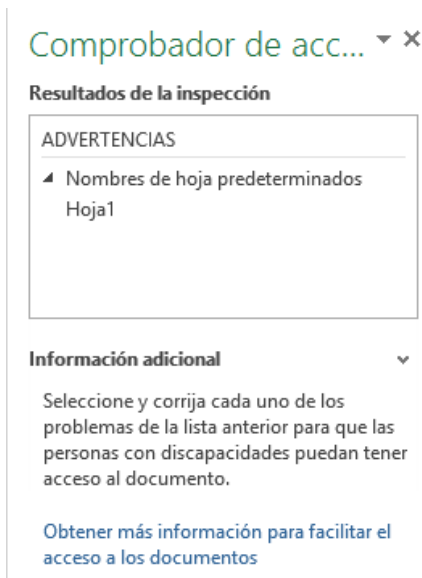 Comprobador de acc...
Resultados de la inspección
ADVERTENCIAS
Nombres de hoja predeterminados
Hoja1
Información adicional
Seleccione y corrija cada uno de los
problemas de la lista anterior para que las
personas con discapacidades puedan tener
acceso al documento.
Obtener más información para facilitar el
acceso a los documentos